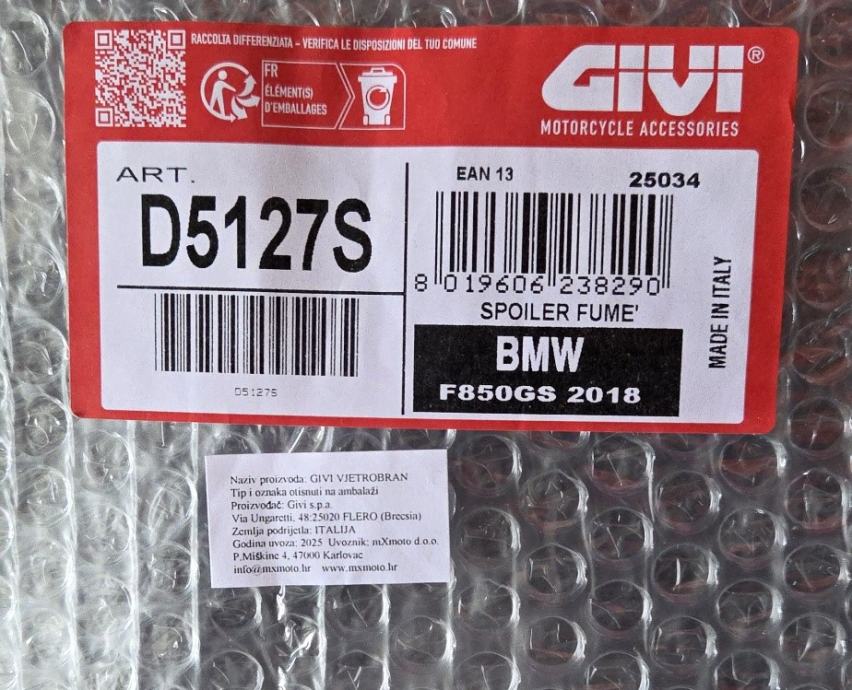 RACCOLTA DIFFERENZIATA – VERIFICA LE DISPOSIZIONI DEL TUO COMUNE
FR
ÉLÉMENT(S)
D'EMBALLAGES
GIVI®
MOTORCYCLE ACCESSORIES
ART.
D5127S
D5127S
EAN 13
25034
8 019606 238290
SPOILER FUME'
BMW
F850GS 2018
MADE IN ITALY
Naziv proizvoda: GIVI VJETROBRAN
Tip i oznaka otisnuti na ambalaži
Proizvođač: Givi s.p.a.
Via Ungaretti, 48:25020 FLERO (Brecsia)
Zemlja podrijetla: ITALIJA
Godina uvoza: 2025 Uvoznik: mXmoto d.o.o.
P.Miškine 4, 47000 Karlovac
info@mxmoto.hr www.mxmoto.hr